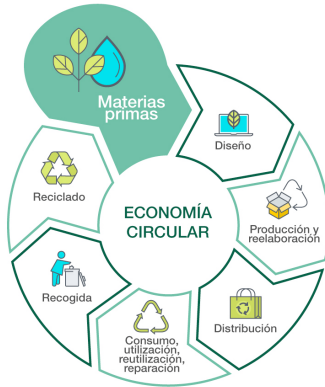 Materias
primas
Diseño
Producción y
reelaboración
Distribución
Consumo,
utilización,
reutilización,
reparación
Recogida
Reciclado
ECONOMÍA
CIRCULAR